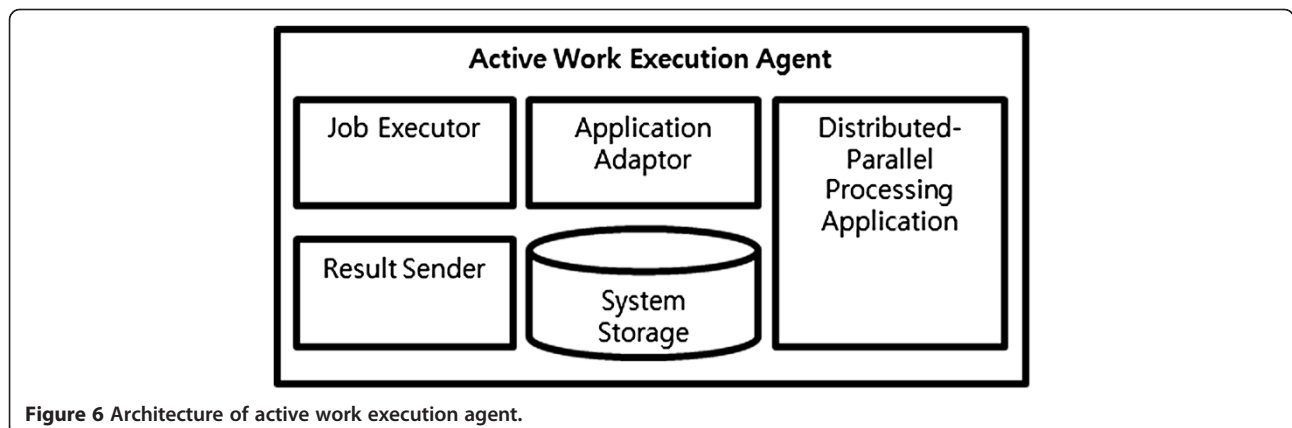 Active Work Execution Agent
Job Executor
Application
Adaptor
Distributed-
Parallel
Processing
Application
Result Sender
System
Storage
Figure 6 Architecture of active work execution agent.